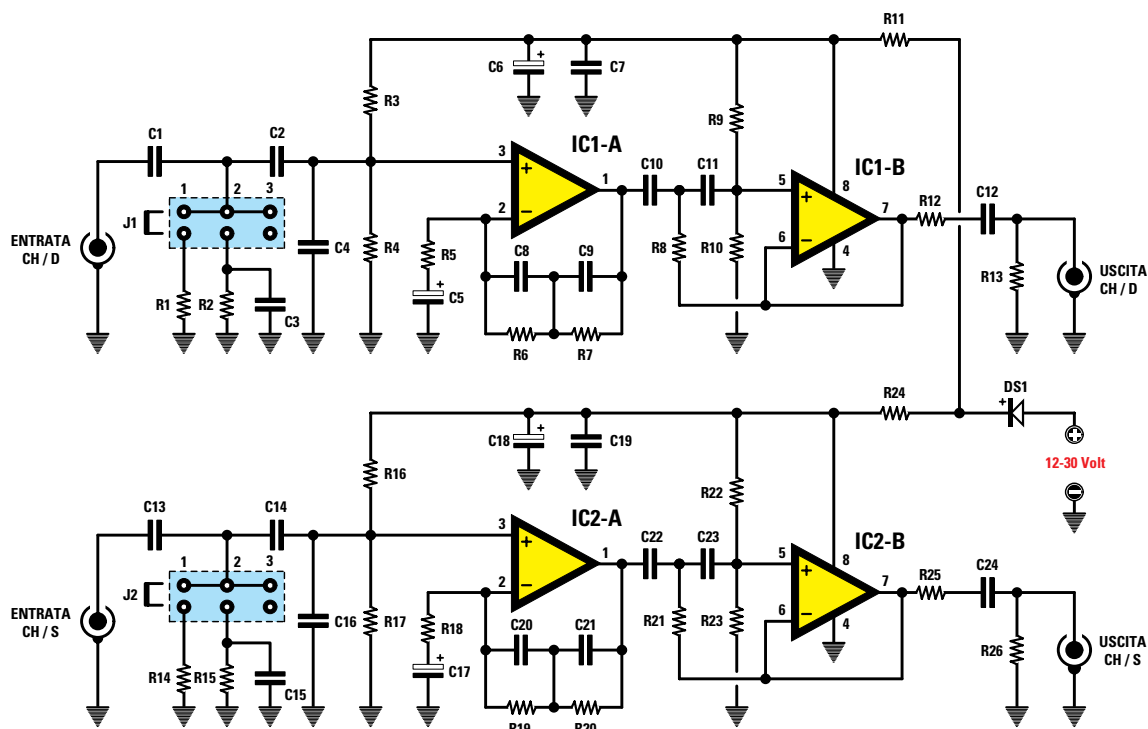 R11
C6
+
C7
R3
R9
C1
C2
IC1-A
C10
C11
IC1-B
3
+
1
5
+
8
1
2
3
2
−
7
R12
C12
J1
6
−
4
ENTRATA
CH / D
C4
R4
R5
C8
C9
R8
R10
R13
USCITA
CH / D
+
C5
R1
R2
C3
R6
R7
R24
DS1
+
+
C18
+
C19
12-30 Volt
−
R16
R22
C13
C14
IC2-A
C22
C23
IC2-B
3
+
1
5
+
8
1
2
3
2
−
7
R25
C24
J2
6
−
4
ENTRATA
CH / S
C16
R17
R18
C20
C21
R21
R23
R26
USCITA
CH / S
+
C17
R14
R15
C15
R19
R20